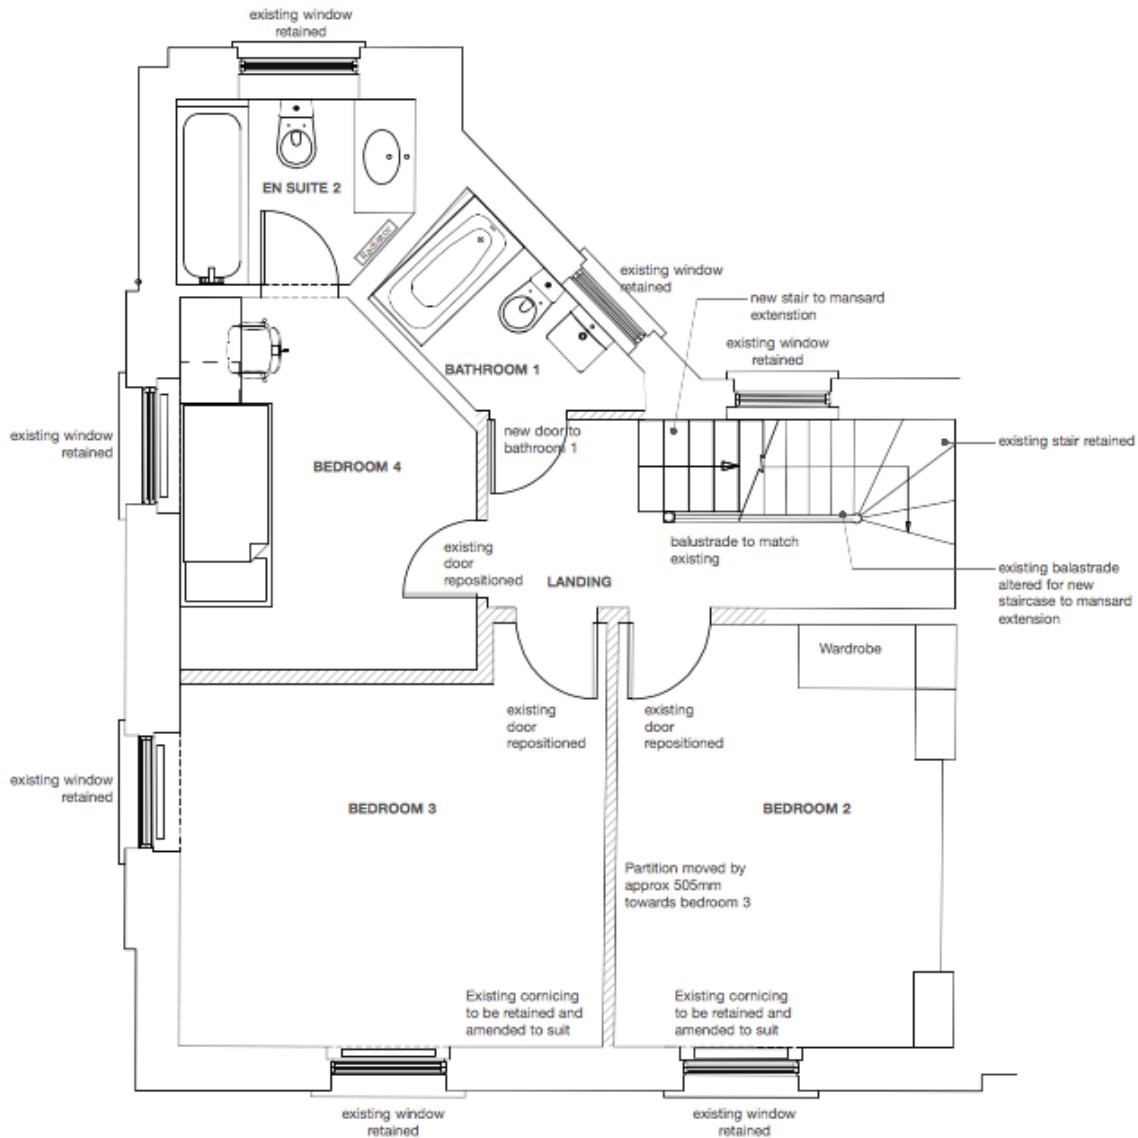 existing window
retained
EN SUITE 2
Radiator
existing window
retained
new stair to mansard
extenstion
existing window
retained
BATHROOM 1
existing window
retained
new door to
bathroom 1
existing stair retained
BEDROOM 4
balustrade to match
existing
existing
door
repositioned
LANDING
existing balastrade
altered for new
staircase to mansard
extension
Wardrobe
existing
door
repositioned
existing
door
repositioned
existing window
retained
BEDROOM 3
BEDROOM 2
Partition moved by
approx 505mm
towards bedroom 3
Existing cornicing
to be retained and
amended to suit
Existing cornicing
to be retained and
amended to suit
existing window
retained
existing window
retained